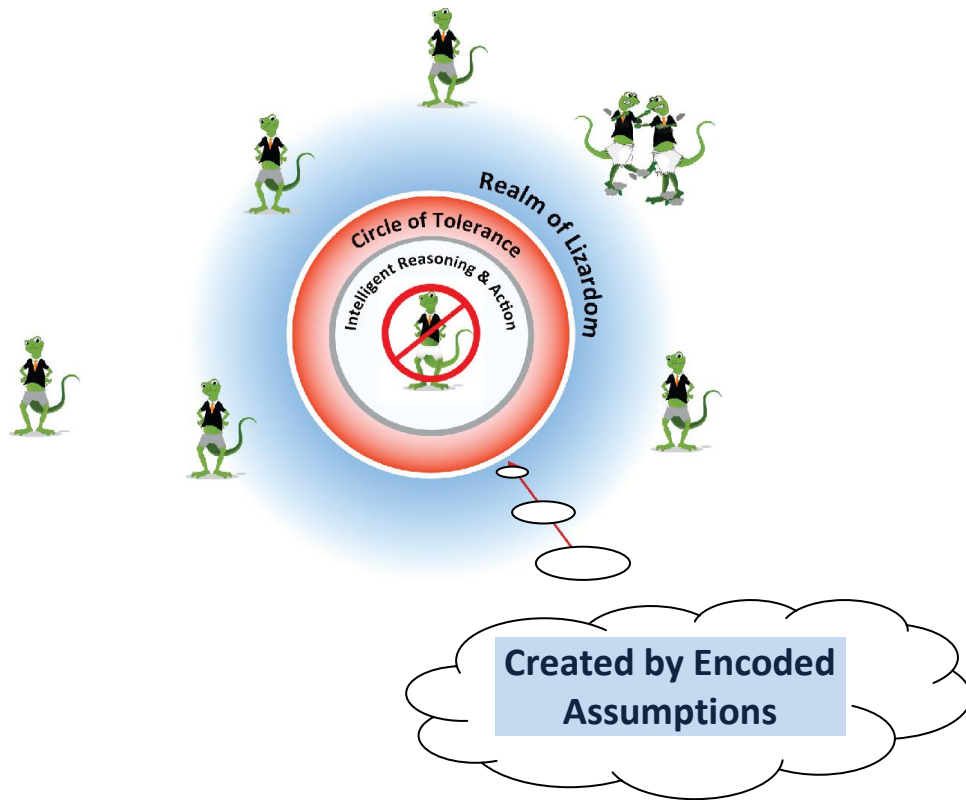 Realm of Lizardom
Circle of Tolerance
Intelligent Reasoning & Action
Created by Encoded
Assumptions